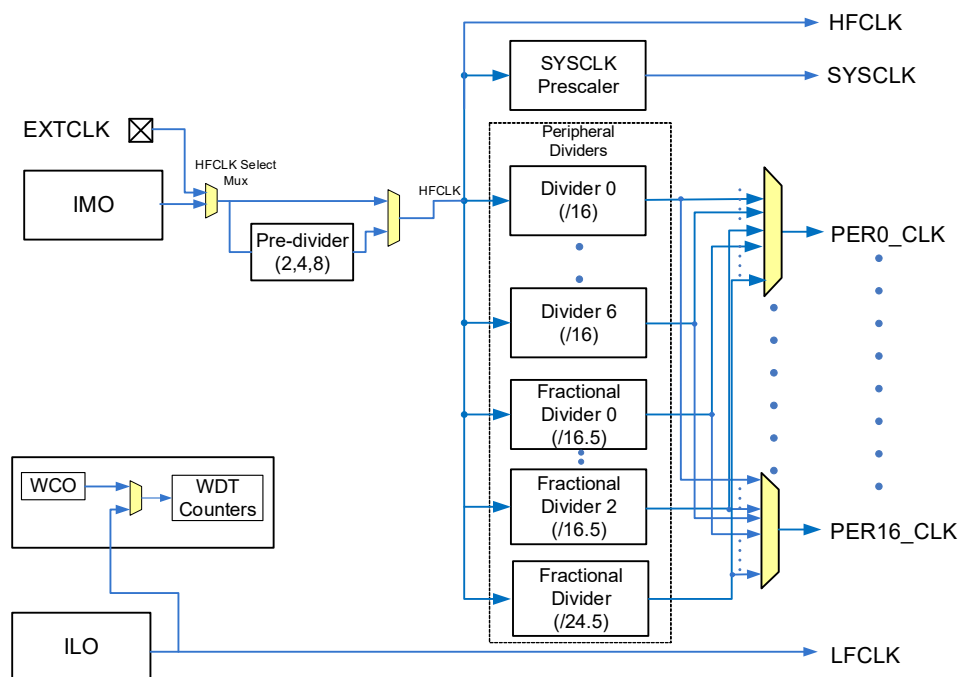 HFCLK
SYSCLK
Prescaler
SYSCLK
EXTCLK
Peripheral
Dividers
HFCLK Select
Mux
IMO
HFCLK
Divider 0
(/16)
Pre-divider
(2,4,8)
PER0_CLK
Divider 6
(/16)
Fractional
Divider 0
(/16.5)
WCO
WDT
Counters
Fractional
Divider 2
(/16.5)
PER16_CLK
Fractional
Divider
(/24.5)
ILO
LFCLK